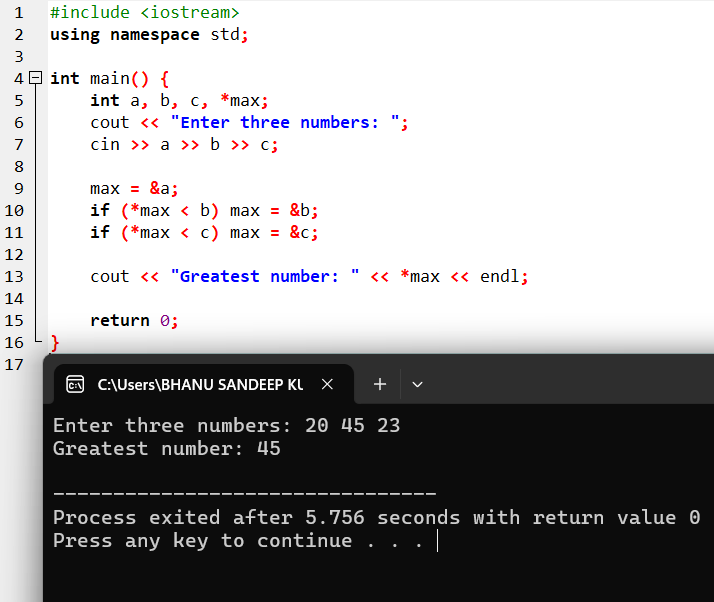 1 #include <iostream>
2 using namespace std;
3
4 int main() {
5     int a, b, c, *max;
6     cout << "Enter three numbers: ";
7     cin >> a >> b >> c;
8
9     max = &a;
10     if (*max < b) max = &b;
11     if (*max < c) max = &c;
12
13     cout << "Greatest number: " << *max << endl;
14
15     return 0;
16 }
17
C:\Users\BHANU SANDEEP KU
Enter three numbers: 20 45 23
Greatest number: 45
--------------------------------
Process exited after 5.756 seconds with return value 0
Press any key to continue . . .